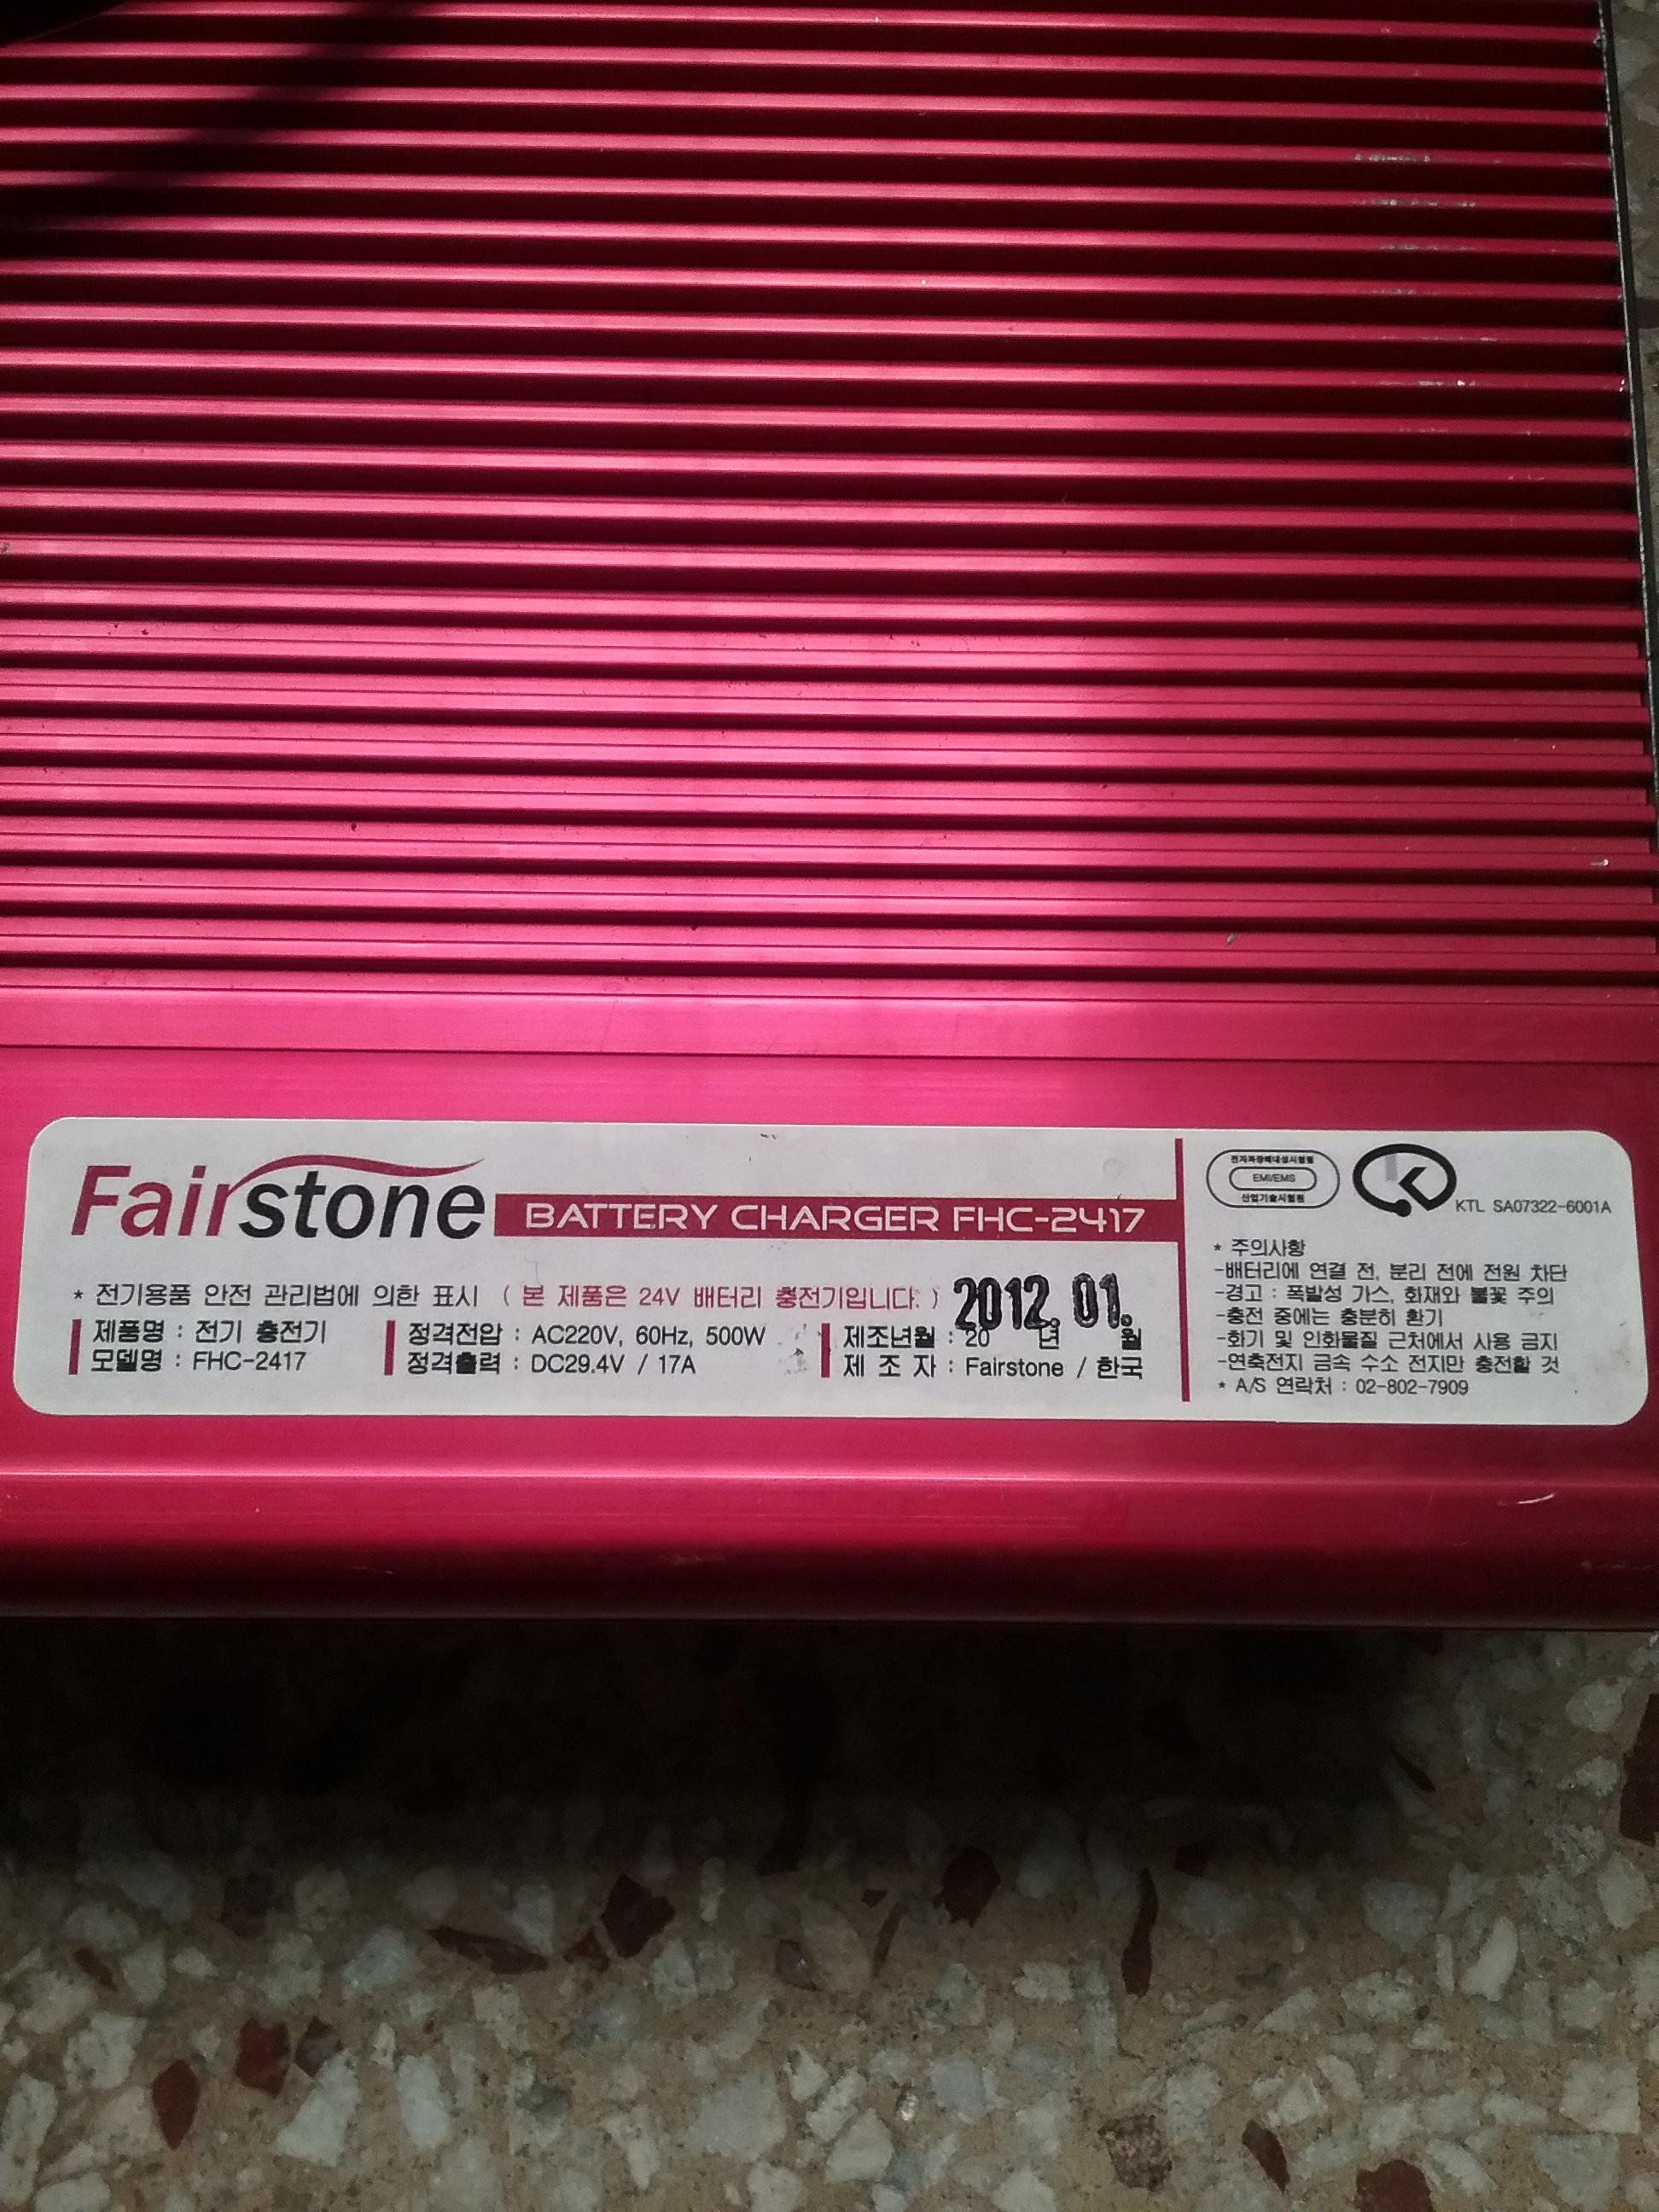 Fairstone BATTERY CHARGER FHC-2417
* 전기용품 안전 관리법에 의한 표시 ( 본 제품은 24V 배터리 충전기입니다. ) 2012. 01.
제품명 : 전기 충전기
모델명 : FHC-2417
정격전압 : AC220V, 60Hz, 500W
정격출력 : DC29.4V / 17A
제조년월 : 20 년 월
제 조 자 : Fairstone / 한국
EMI/EMS
산업기술시험원
KTL SA07322-6001A
* 주의사항
-배터리에 연결 전, 분리 전에 전원 차단
-경고 : 폭발성 가스, 화재와 불꽃 주의
-충전 중에는 충분히 환기
-화기 및 인화물질 근처에서 사용 금지
-연축전지 금속 수소 전지만 충전할 것
* A/S 연락처 : 02-802-7909